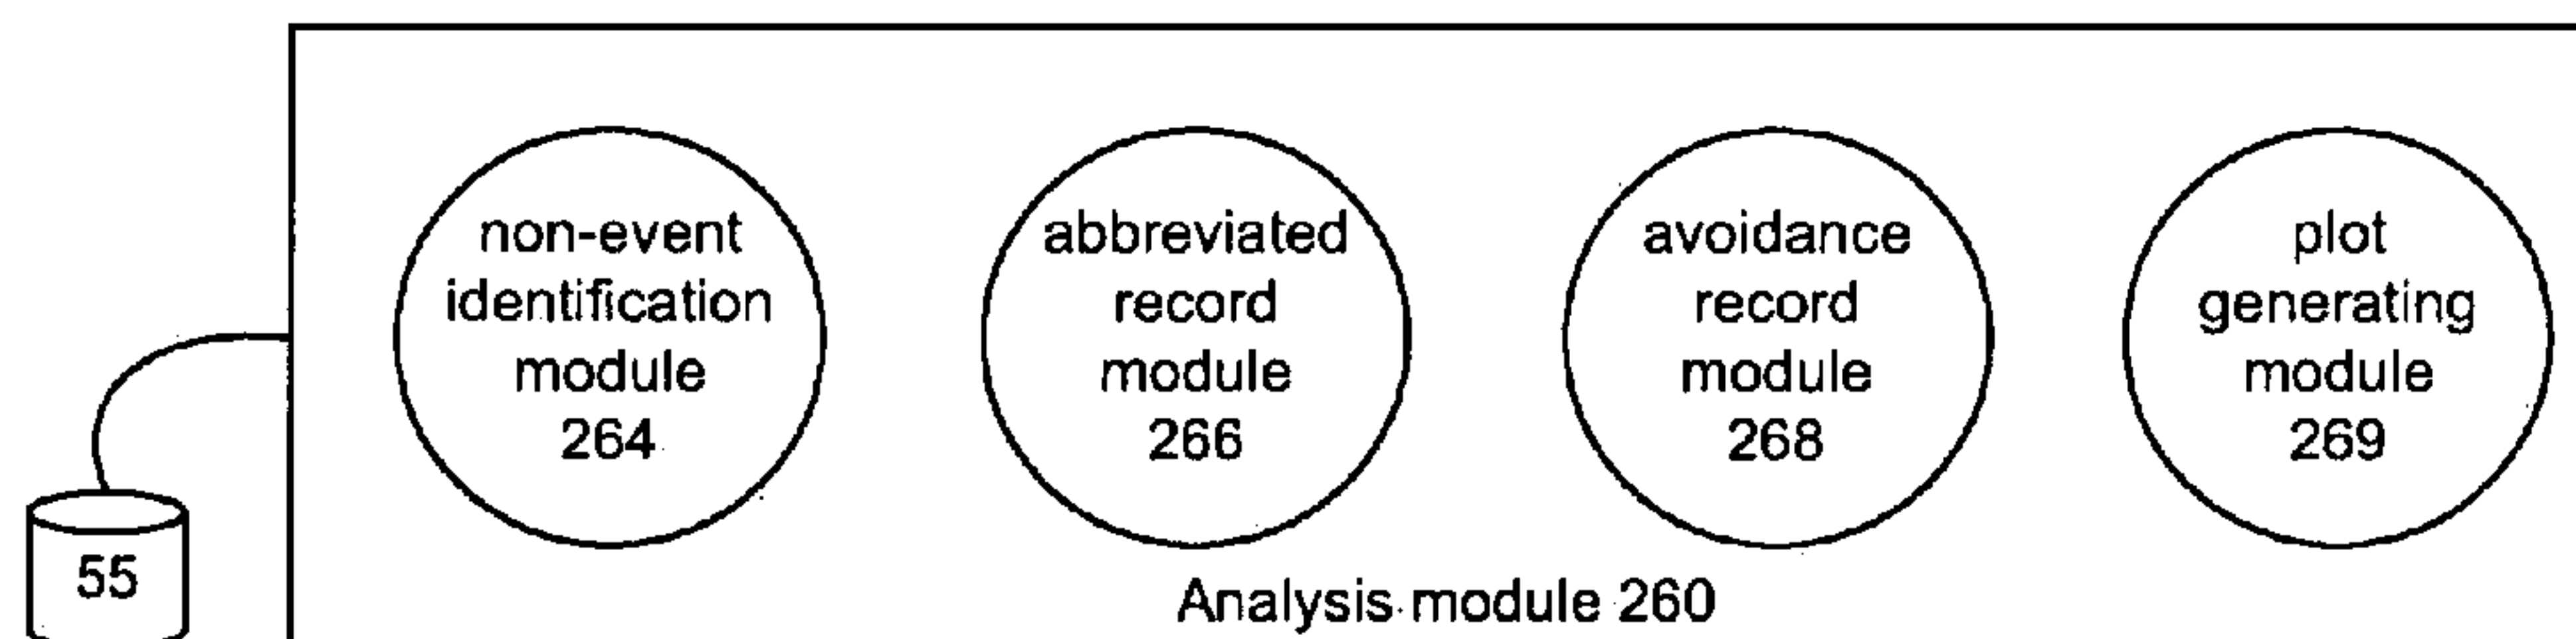 non-event
identification
module
264
abbreviated
record
module
266
avoidance
record
module
268
plot
generating
module
269
55
Analysis module 260